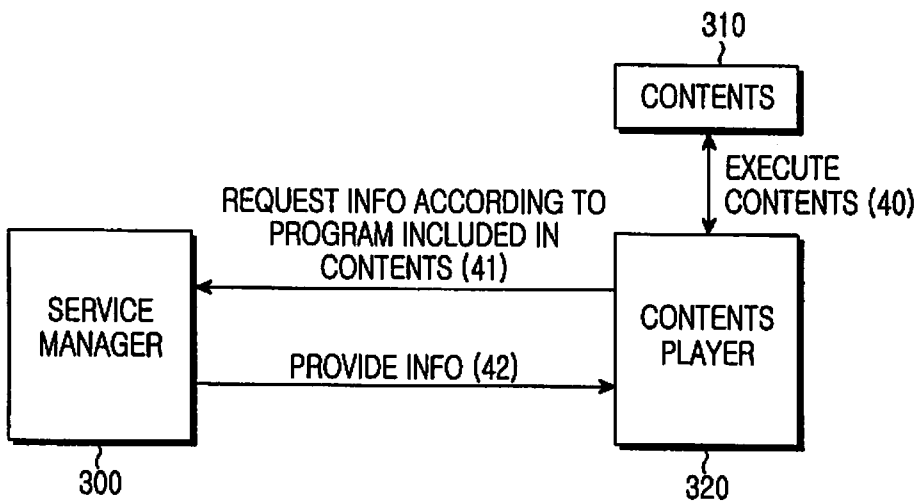 310
CONTENTS
EXECUTE
CONTENTS (40)
REQUEST INFO ACCORDING TO
PROGRAM INCLUDED IN
CONTENTS (41)
SERVICE
MANAGER
CONTENTS
PLAYER
PROVIDE INFO (42)
300
320